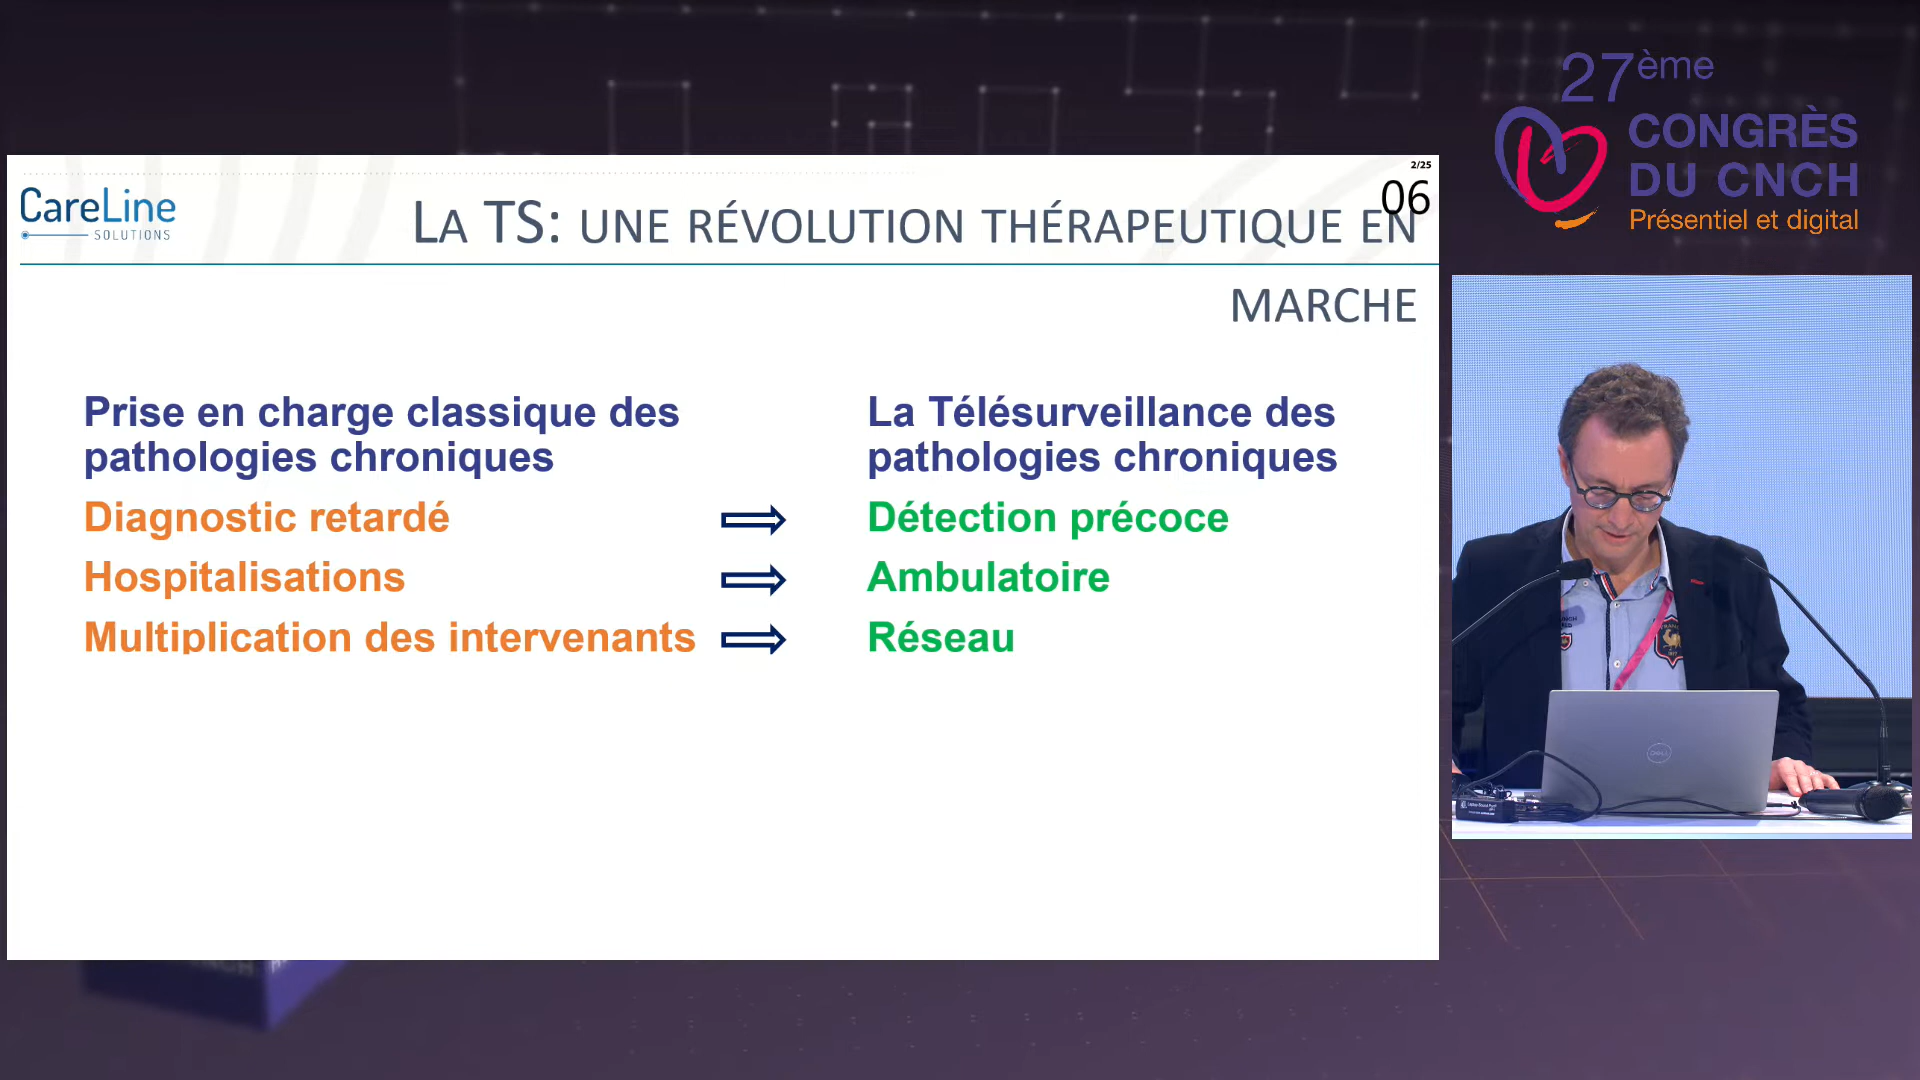 27ème
CONGRÈS
DU CNCH
Présentiel et digital
2/25
06
CareLine
SOLUTIONS
LA TS: UNE RÉVOLUTION THÉRAPEUTIQUE EN
MARCHE
Prise en charge classique des
pathologies chroniques
Diagnostic retardé
Hospitalisations
Multiplication des intervenants
La Télésurveillance des
pathologies chroniques
Détection précoce
Ambulatoire
Réseau
DELL